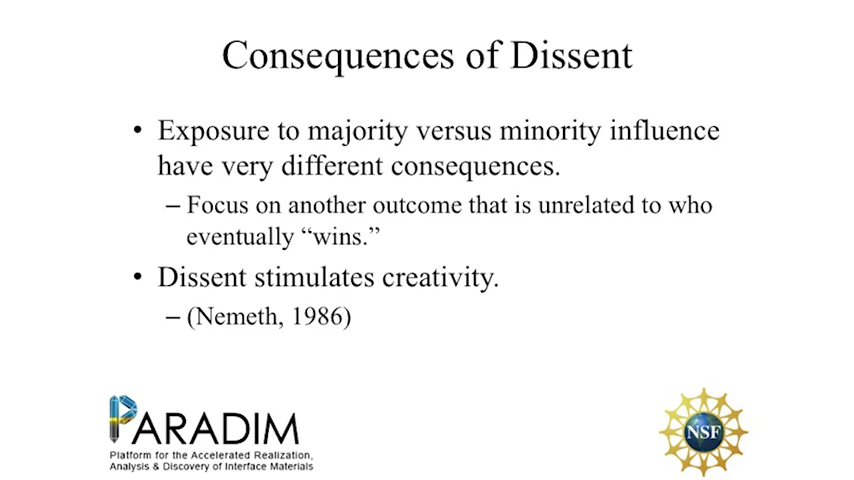 Consequences of Dissent
• Exposure to majority versus minority influence
have very different consequences.
– Focus on another outcome that is unrelated to who
eventually “wins.”
• Dissent stimulates creativity.
– (Nemeth, 1986)
PARADIM
Platform for the Accelerated Realization,
Analysis & Discovery of Interface Materials
NSF